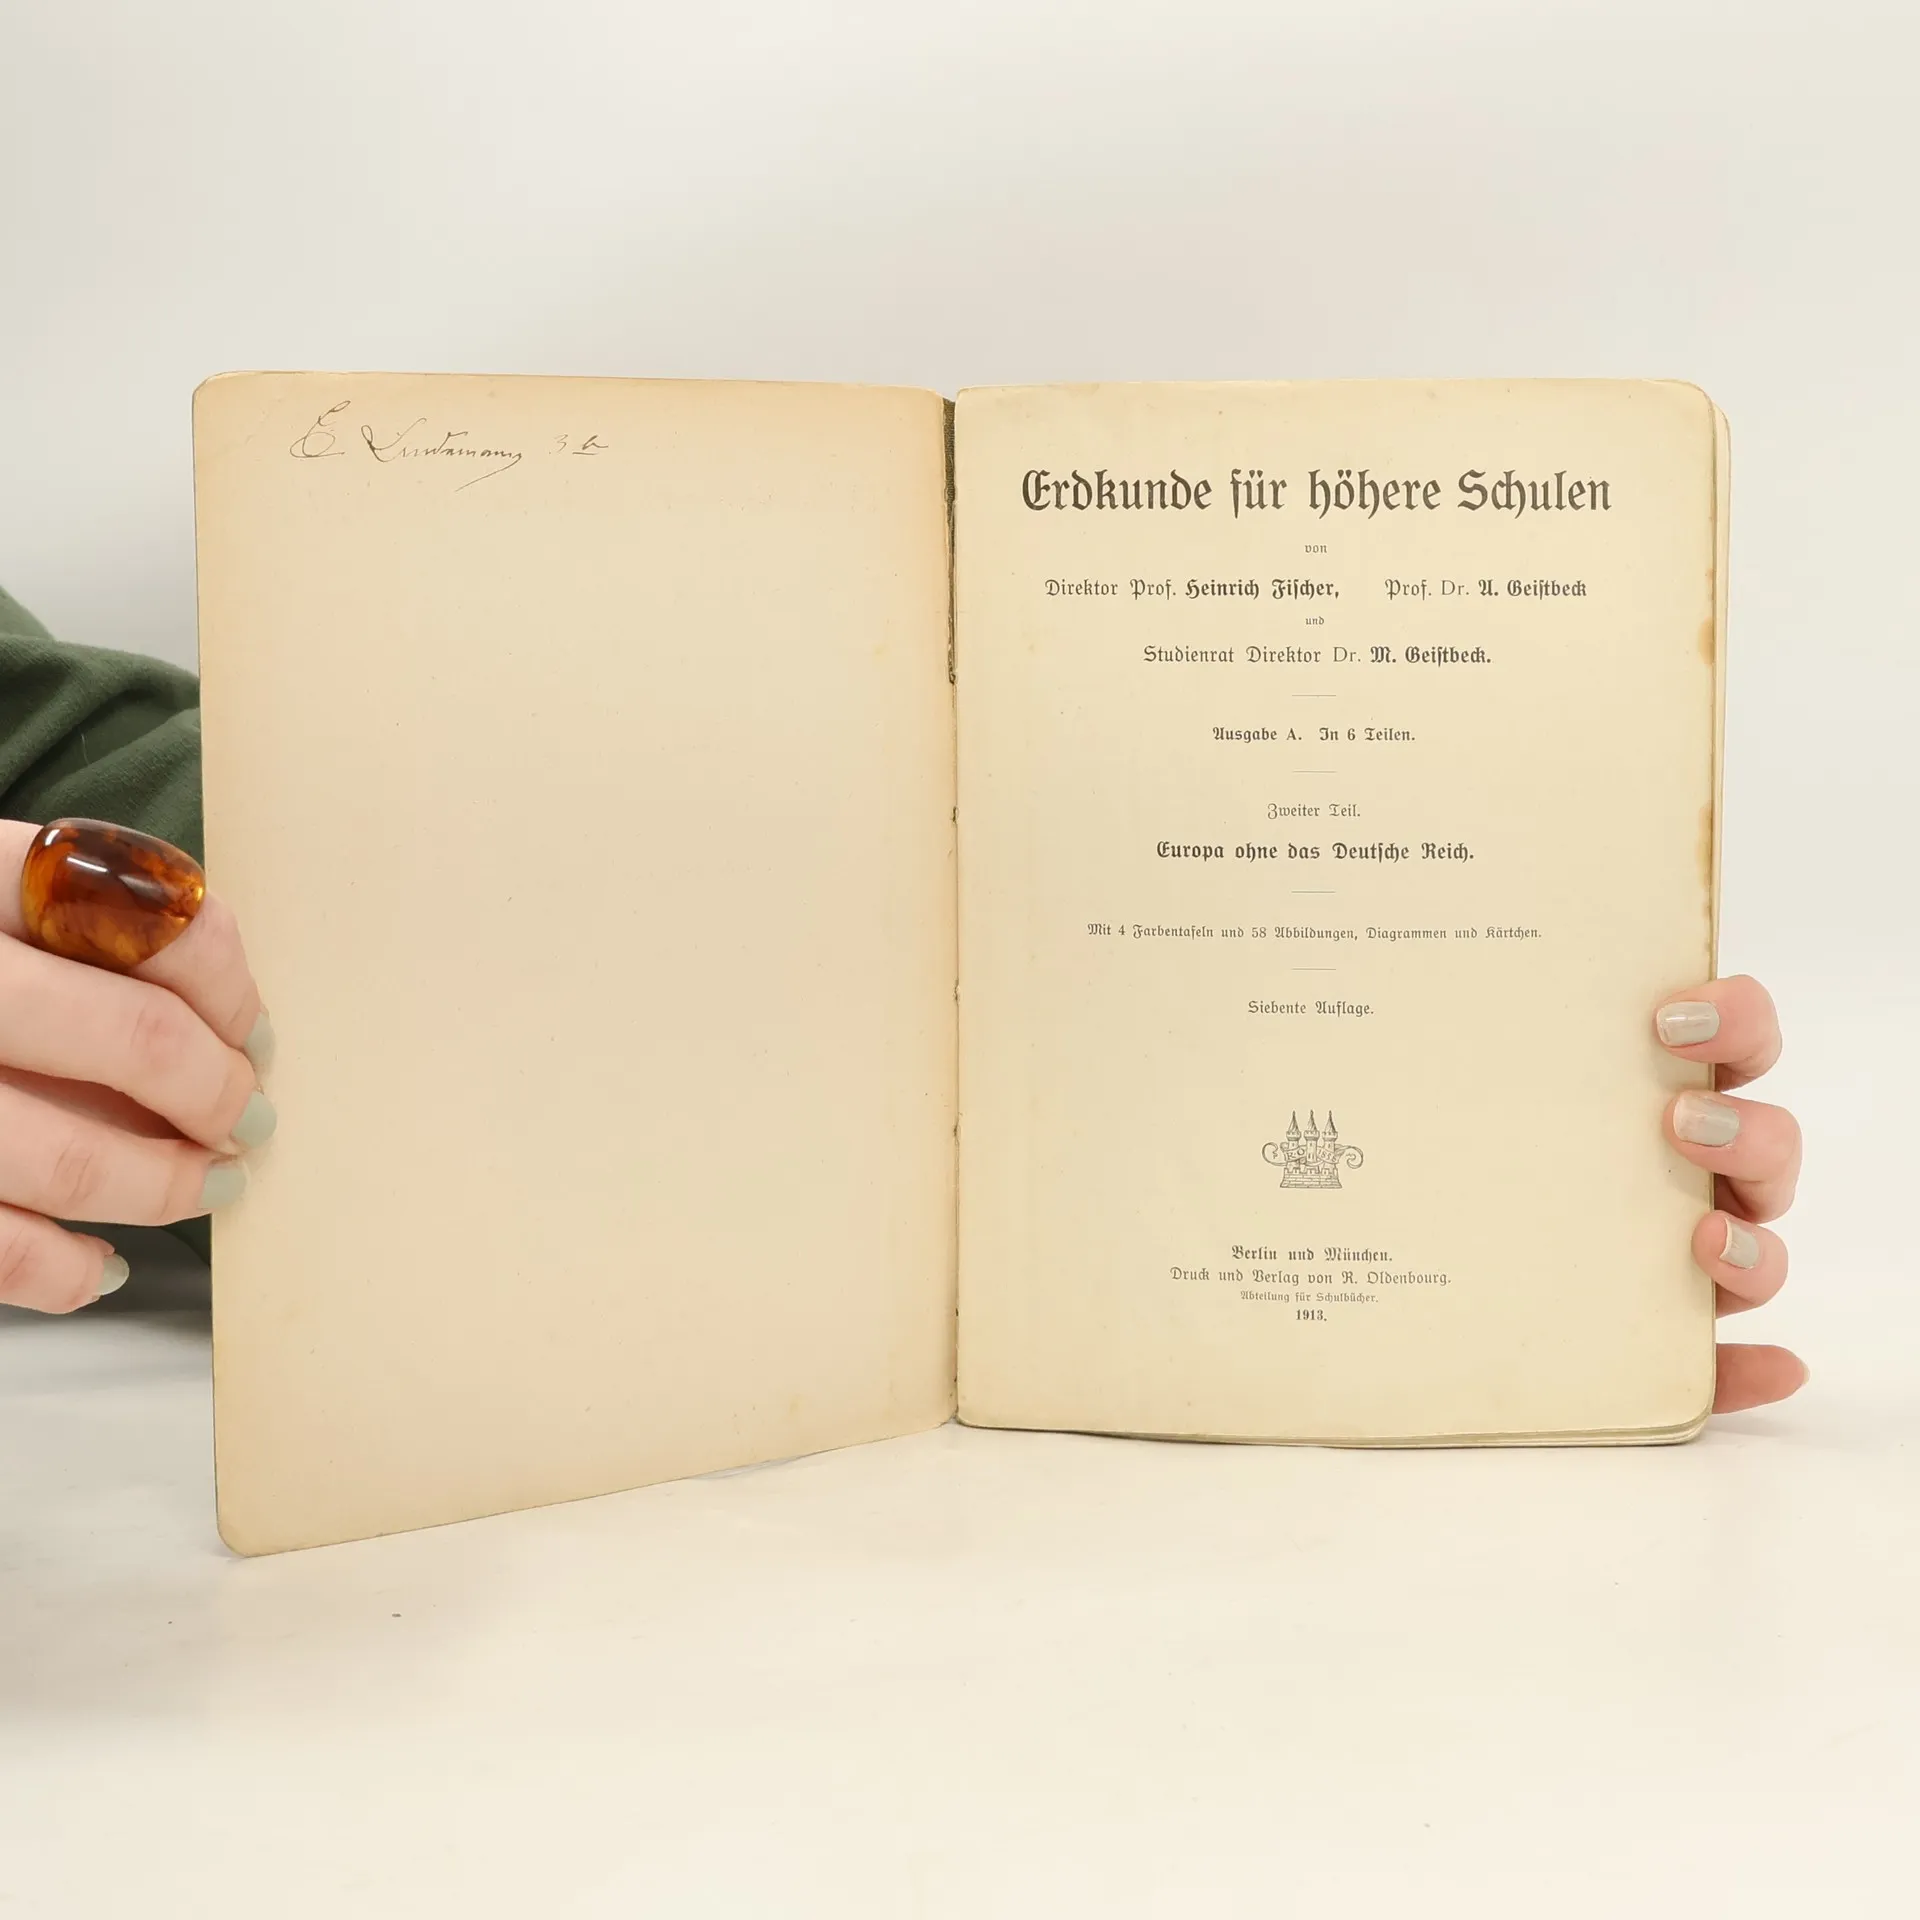 E. Lindemann 3 b
Erdkunde für höhere Schulen
von
Direktor Prof. Heinrich Fischer, Prof. Dr. A. Geistbeck
und
Studienrat Direktor Dr. M. Geistbeck.
Ausgabe A. In 6 Teilen.
Zweiter Teil.
Europa ohne das Deutsche Reich.
Mit 4 Farbentafeln und 58 Abbildungen, Diagrammen und Kärtchen.
Siebente Auflage.
Berlin und München.
Druck und Verlag von R. Oldenbourg.
Abteilung für Schulbücher.
1913.